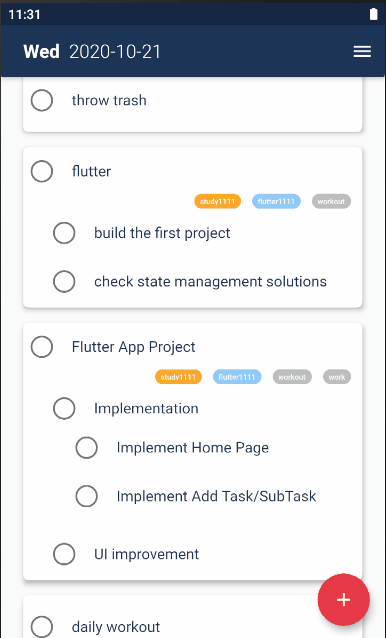 11:31
Wed 2020-10-21
throw trash
flutter
study1111 flutter1111 workout
build the first project
check state management solutions
Flutter App Project
study1111 flutter1111 workout work
Implementation
Implement Home Page
Implement Add Task/SubTask
UI improvement
daily workout